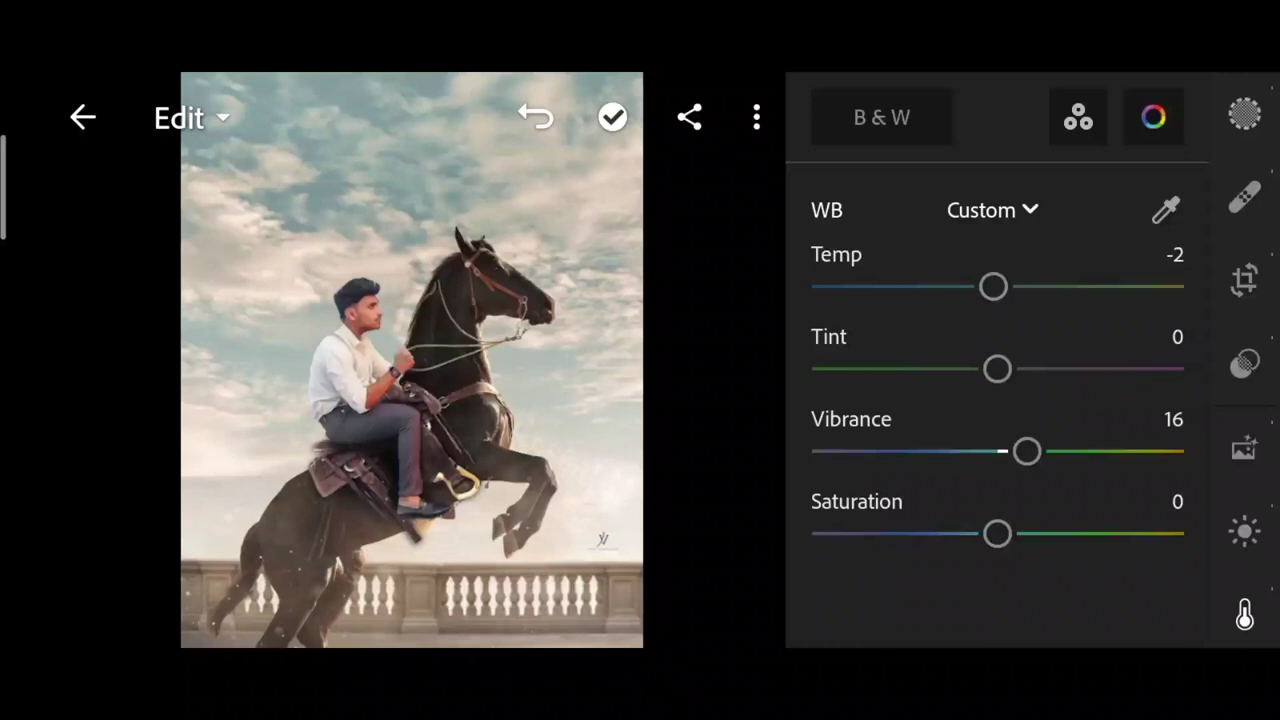 Edit
B & W
WB Custom
Temp -2
Tint 0
Vibrance 16
Saturation 0